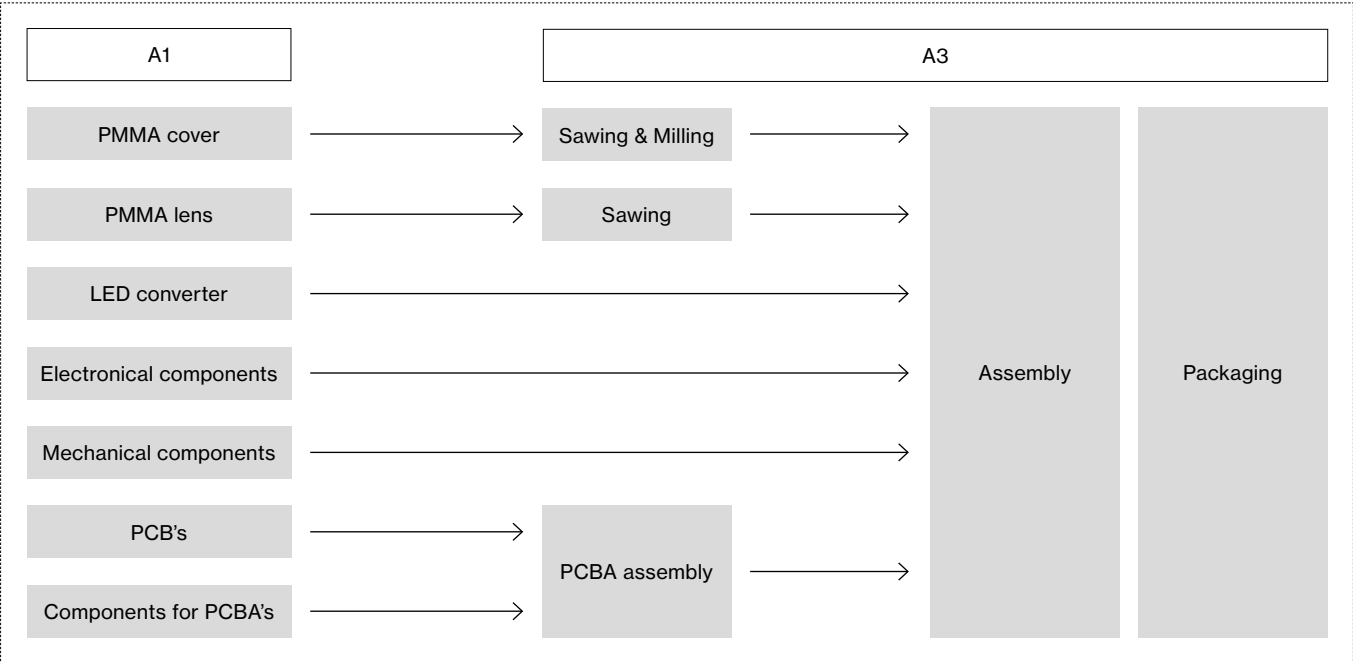 A1
A3
PMMA cover
Sawing & Milling
PMMA lens
Sawing
LED converter
Electronical components
Assembly
Packaging
Mechanical components
PCB’s
PCBA assembly
Components for PCBA’s